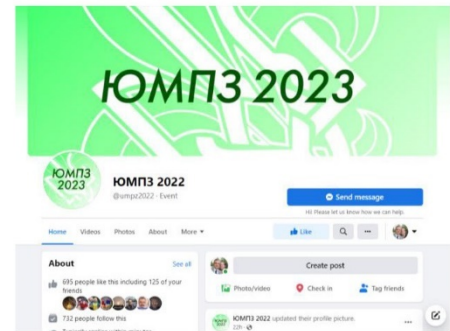 ЮМПЗ 2023
ЮМПЗ
2023
ЮМПЗ 2022
@umpz2022 · Event
Send message
Hi! Please let us know how we can help.
Home Videos Photos About More
Like
About See all
Create post
695 people like this including 125 of your
friends
Photo/video Check in Tag friends
732 people follow this
ЮМПЗ 2022 updated their profile picture.
22h